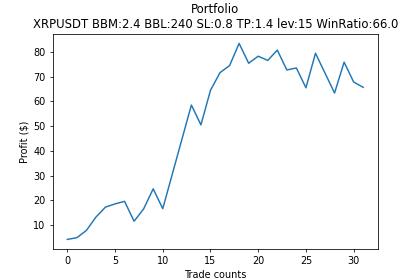 Portfolio
XRPUSDT BBM:2.4 BBL:240 SL:0.8 TP:1.4 lev:15 WinRatio:66.0
80
70
60
50
40
30
20
10
Profit ($)
0 5 10 15 20 25 30
Trade counts